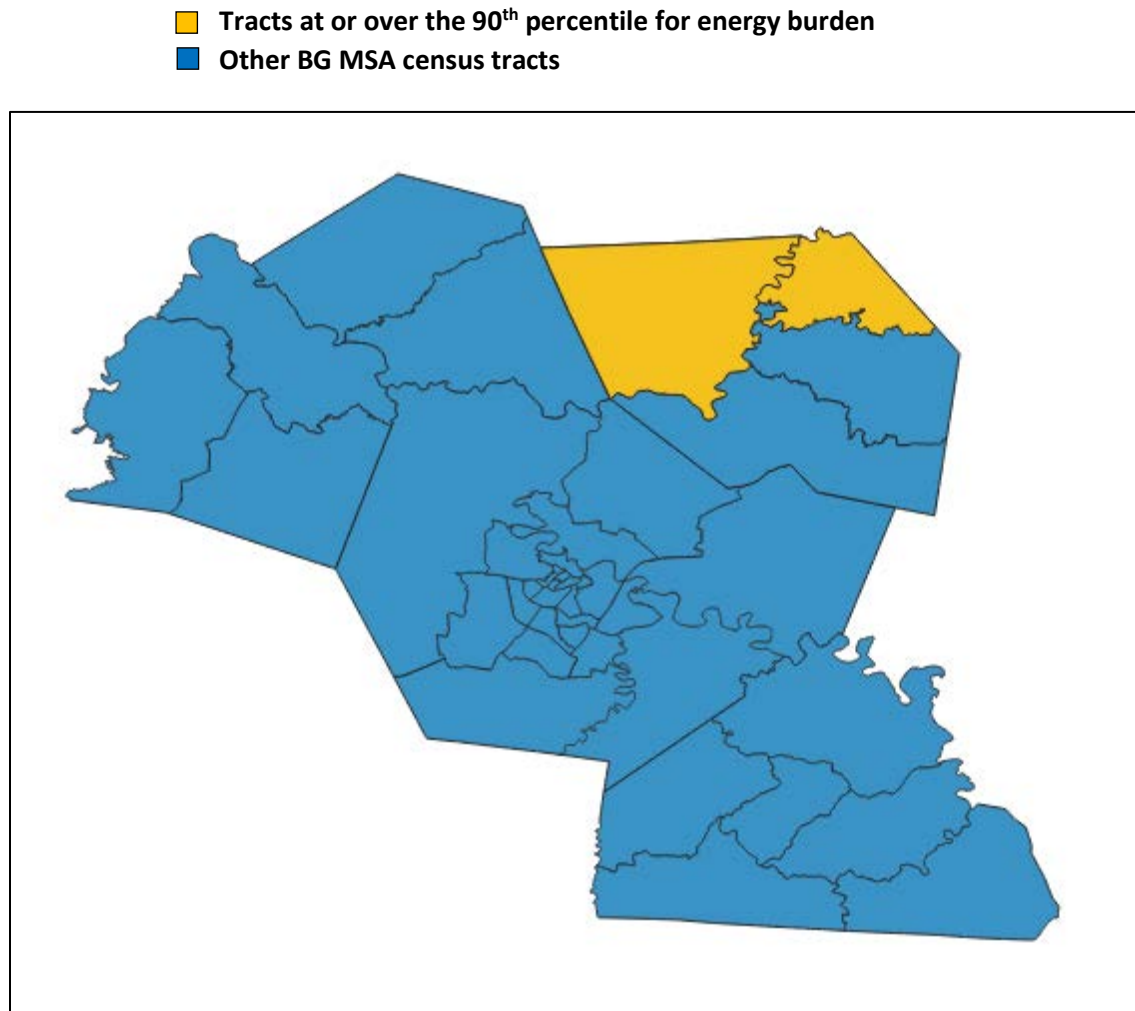 Tracts at or over the 90th percentile for energy burden
Other BG MSA census tracts